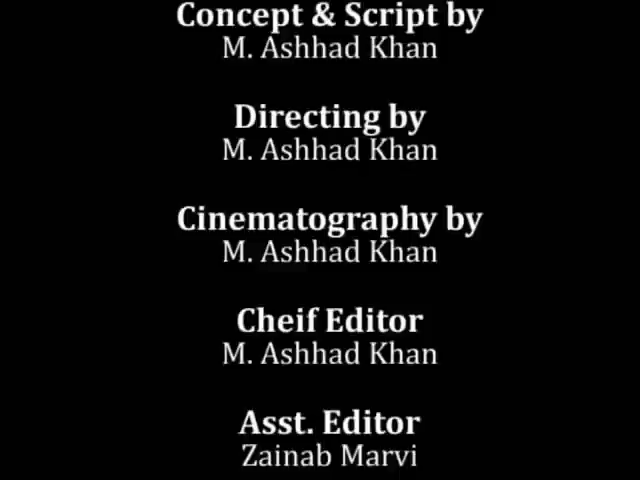 Concept & Script by
M. Ashhad Khan
Directing by
M. Ashhad Khan
Cinematography by
M. Ashhad Khan
Cheif Editor
M. Ashhad Khan
Asst. Editor
Zainab Marvi